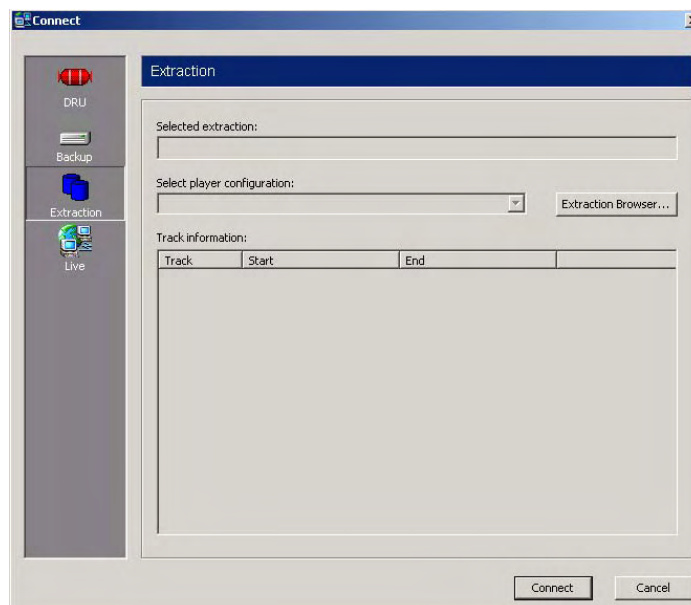 Connect
DRU
Backup
Extraction
Live
Extraction
Selected extraction:
Select player configuration:
Extraction Browser...
Track information:
Track Start End
Connect Cancel